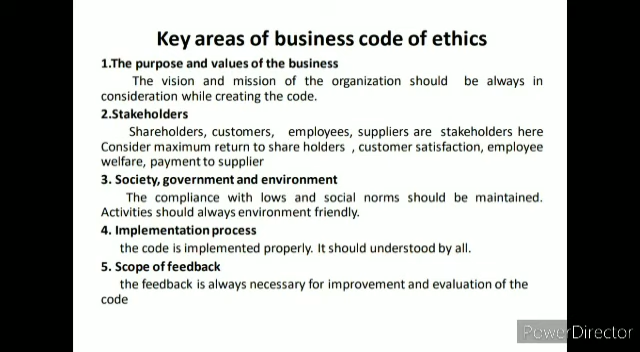 Key areas of business code of ethics
1.The purpose and values of the business
The vision and mission of the organization should be always in
consideration while creating the code.
2.Stakeholders
Shareholders, customers, employees, suppliers are stakeholders here
Consider maximum return to share holders , customer satisfaction, employee
welfare, payment to supplier
3. Society, government and environment
The compliance with lows and social norms should be maintained.
Activities should always environment friendly.
4. Implementation process
the code is implemented properly. It should understood by all.
5. Scope of feedback
the feedback is always necessary for improvement and evaluation of the
code
PowerDirector